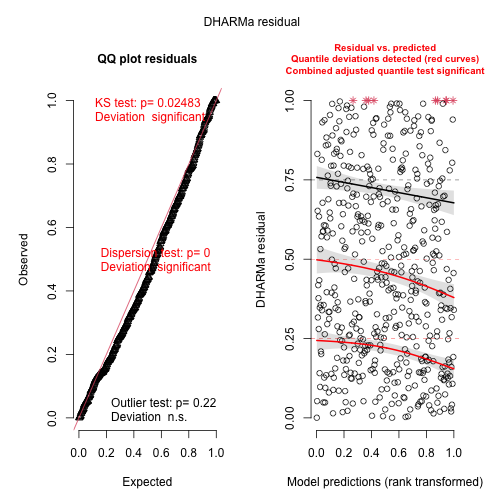 DHARMa residual
QQ plot residuals
KS test: p= 0.02483
Deviation significant
Dispersion test: p= 0
Deviation significant
Outlier test: p= 0.22
Deviation n.s.
Observed
0.0 0.2 0.4 0.6 0.8 1.0
0.0 0.2 0.4 0.6 0.8 1.0
Expected
Residual vs. predicted
Quantile deviations detected (red curves)
Combined adjusted quantile test significant
DHARMa residual
0.00 0.25 0.50 0.75 1.00
0.0 0.2 0.4 0.6 0.8 1.0
Model predictions (rank transformed)